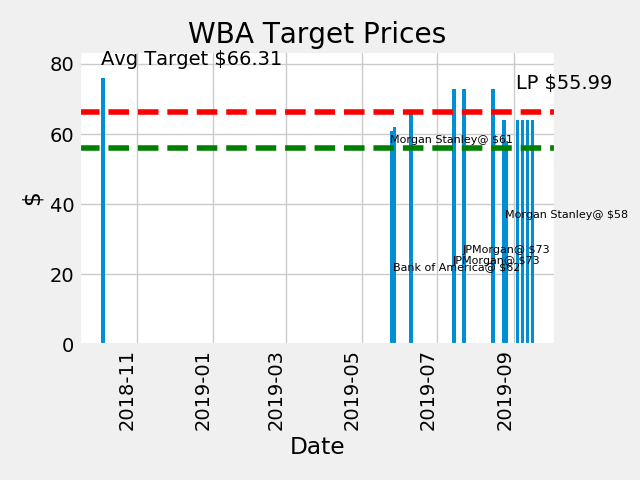 WBA Target Prices
Avg Target $66.31
LP $55.99
80
60
40
20
0
$
Morgan Stanley@ $61
Morgan Stanley@ $58
JPMorgan@ $73
JPMorgan@ $73
Bank of America@ $62
2018-11
2019-01
2019-03
2019-05
2019-07
2019-09
Date